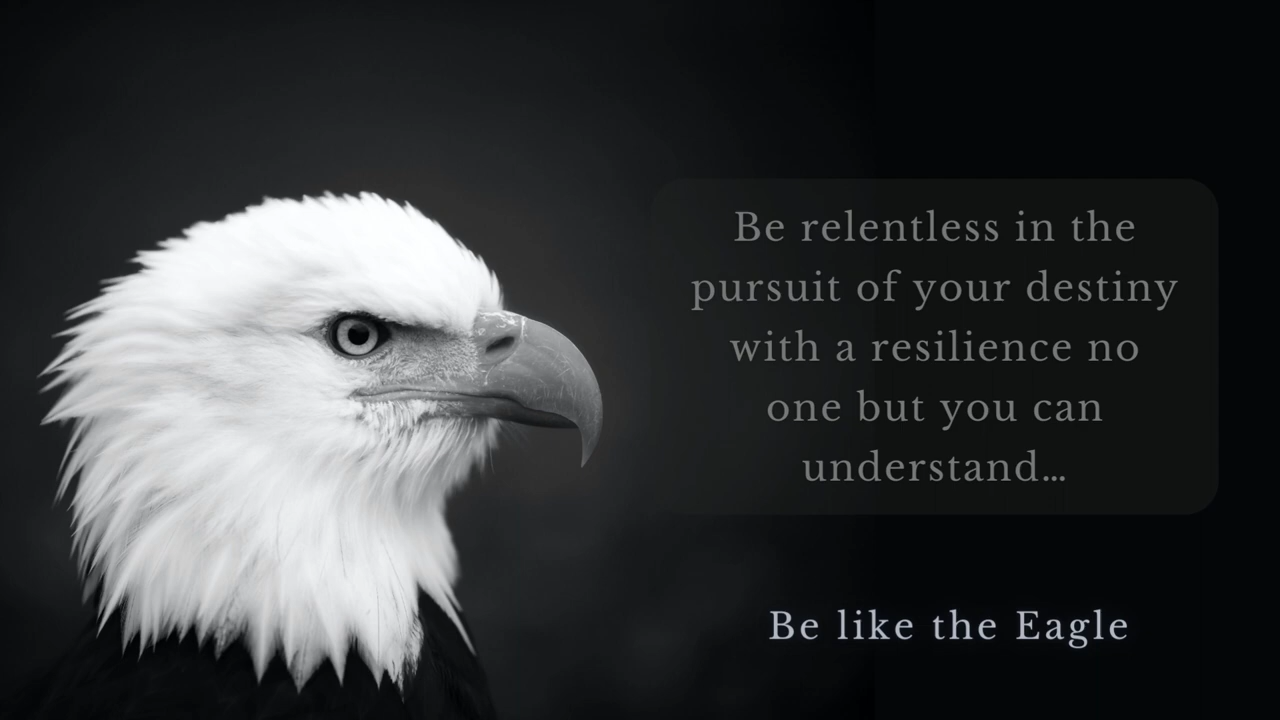 Be relentless in the
pursuit of your destiny
with a resilience no
one but you can
understand…
Be like the Eagle